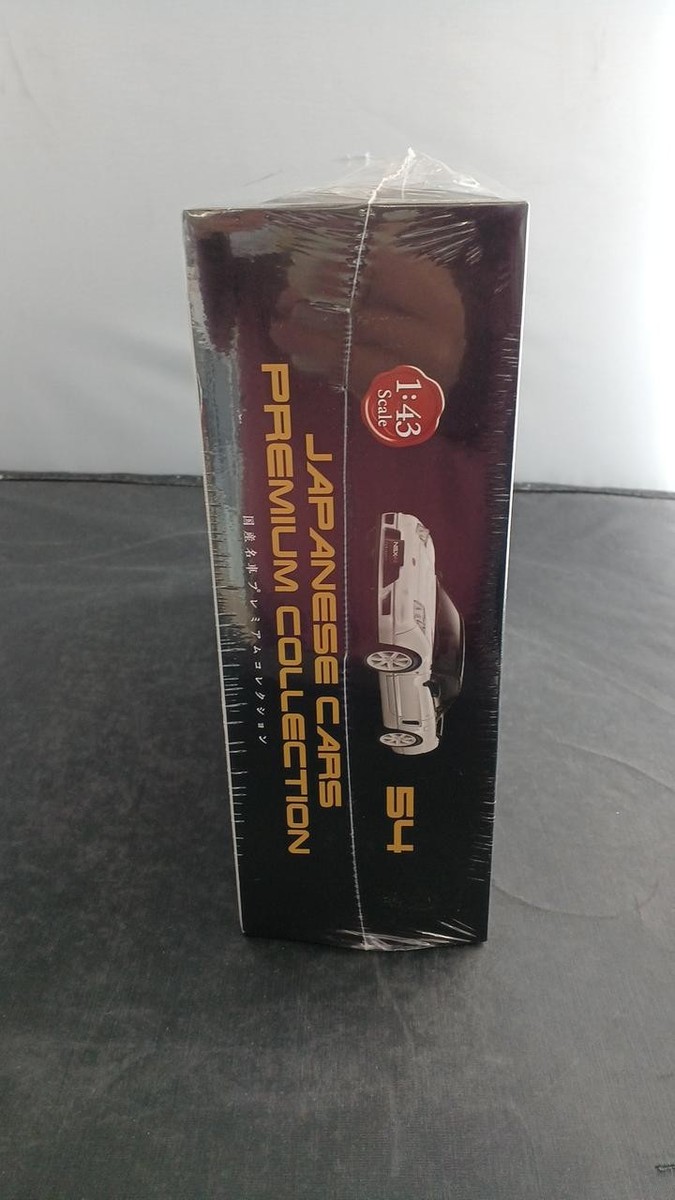 1:43
Scale
54
JAPANESE CARS
PREMIUM COLLECTION
国産名車プレミアムコレクション